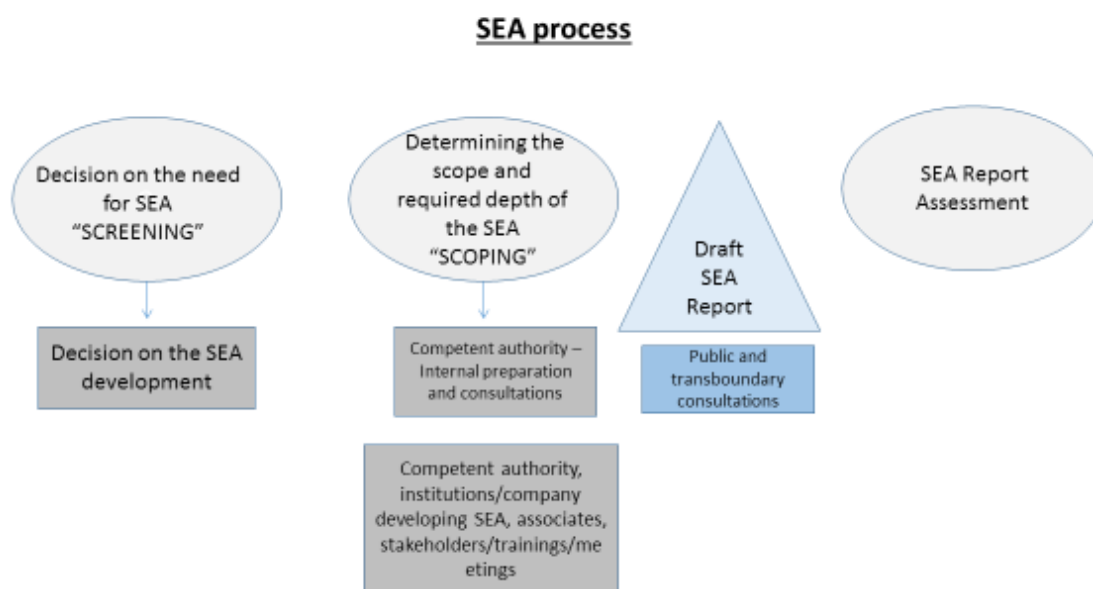 SEA process
Decision on the need
for SEA
“SCREENING”
Decision on the SEA
development
Determining the
scope and
required depth of
the SEA
“SCOPING”
Competent authority –
Internal preparation
and consultations
Competent authority,
institutions/company
developing SEA, associates,
stakeholders/trainings/me
etings
Draft
SEA
Report
Public and
transboundary
consultations
SEA Report
Assessment